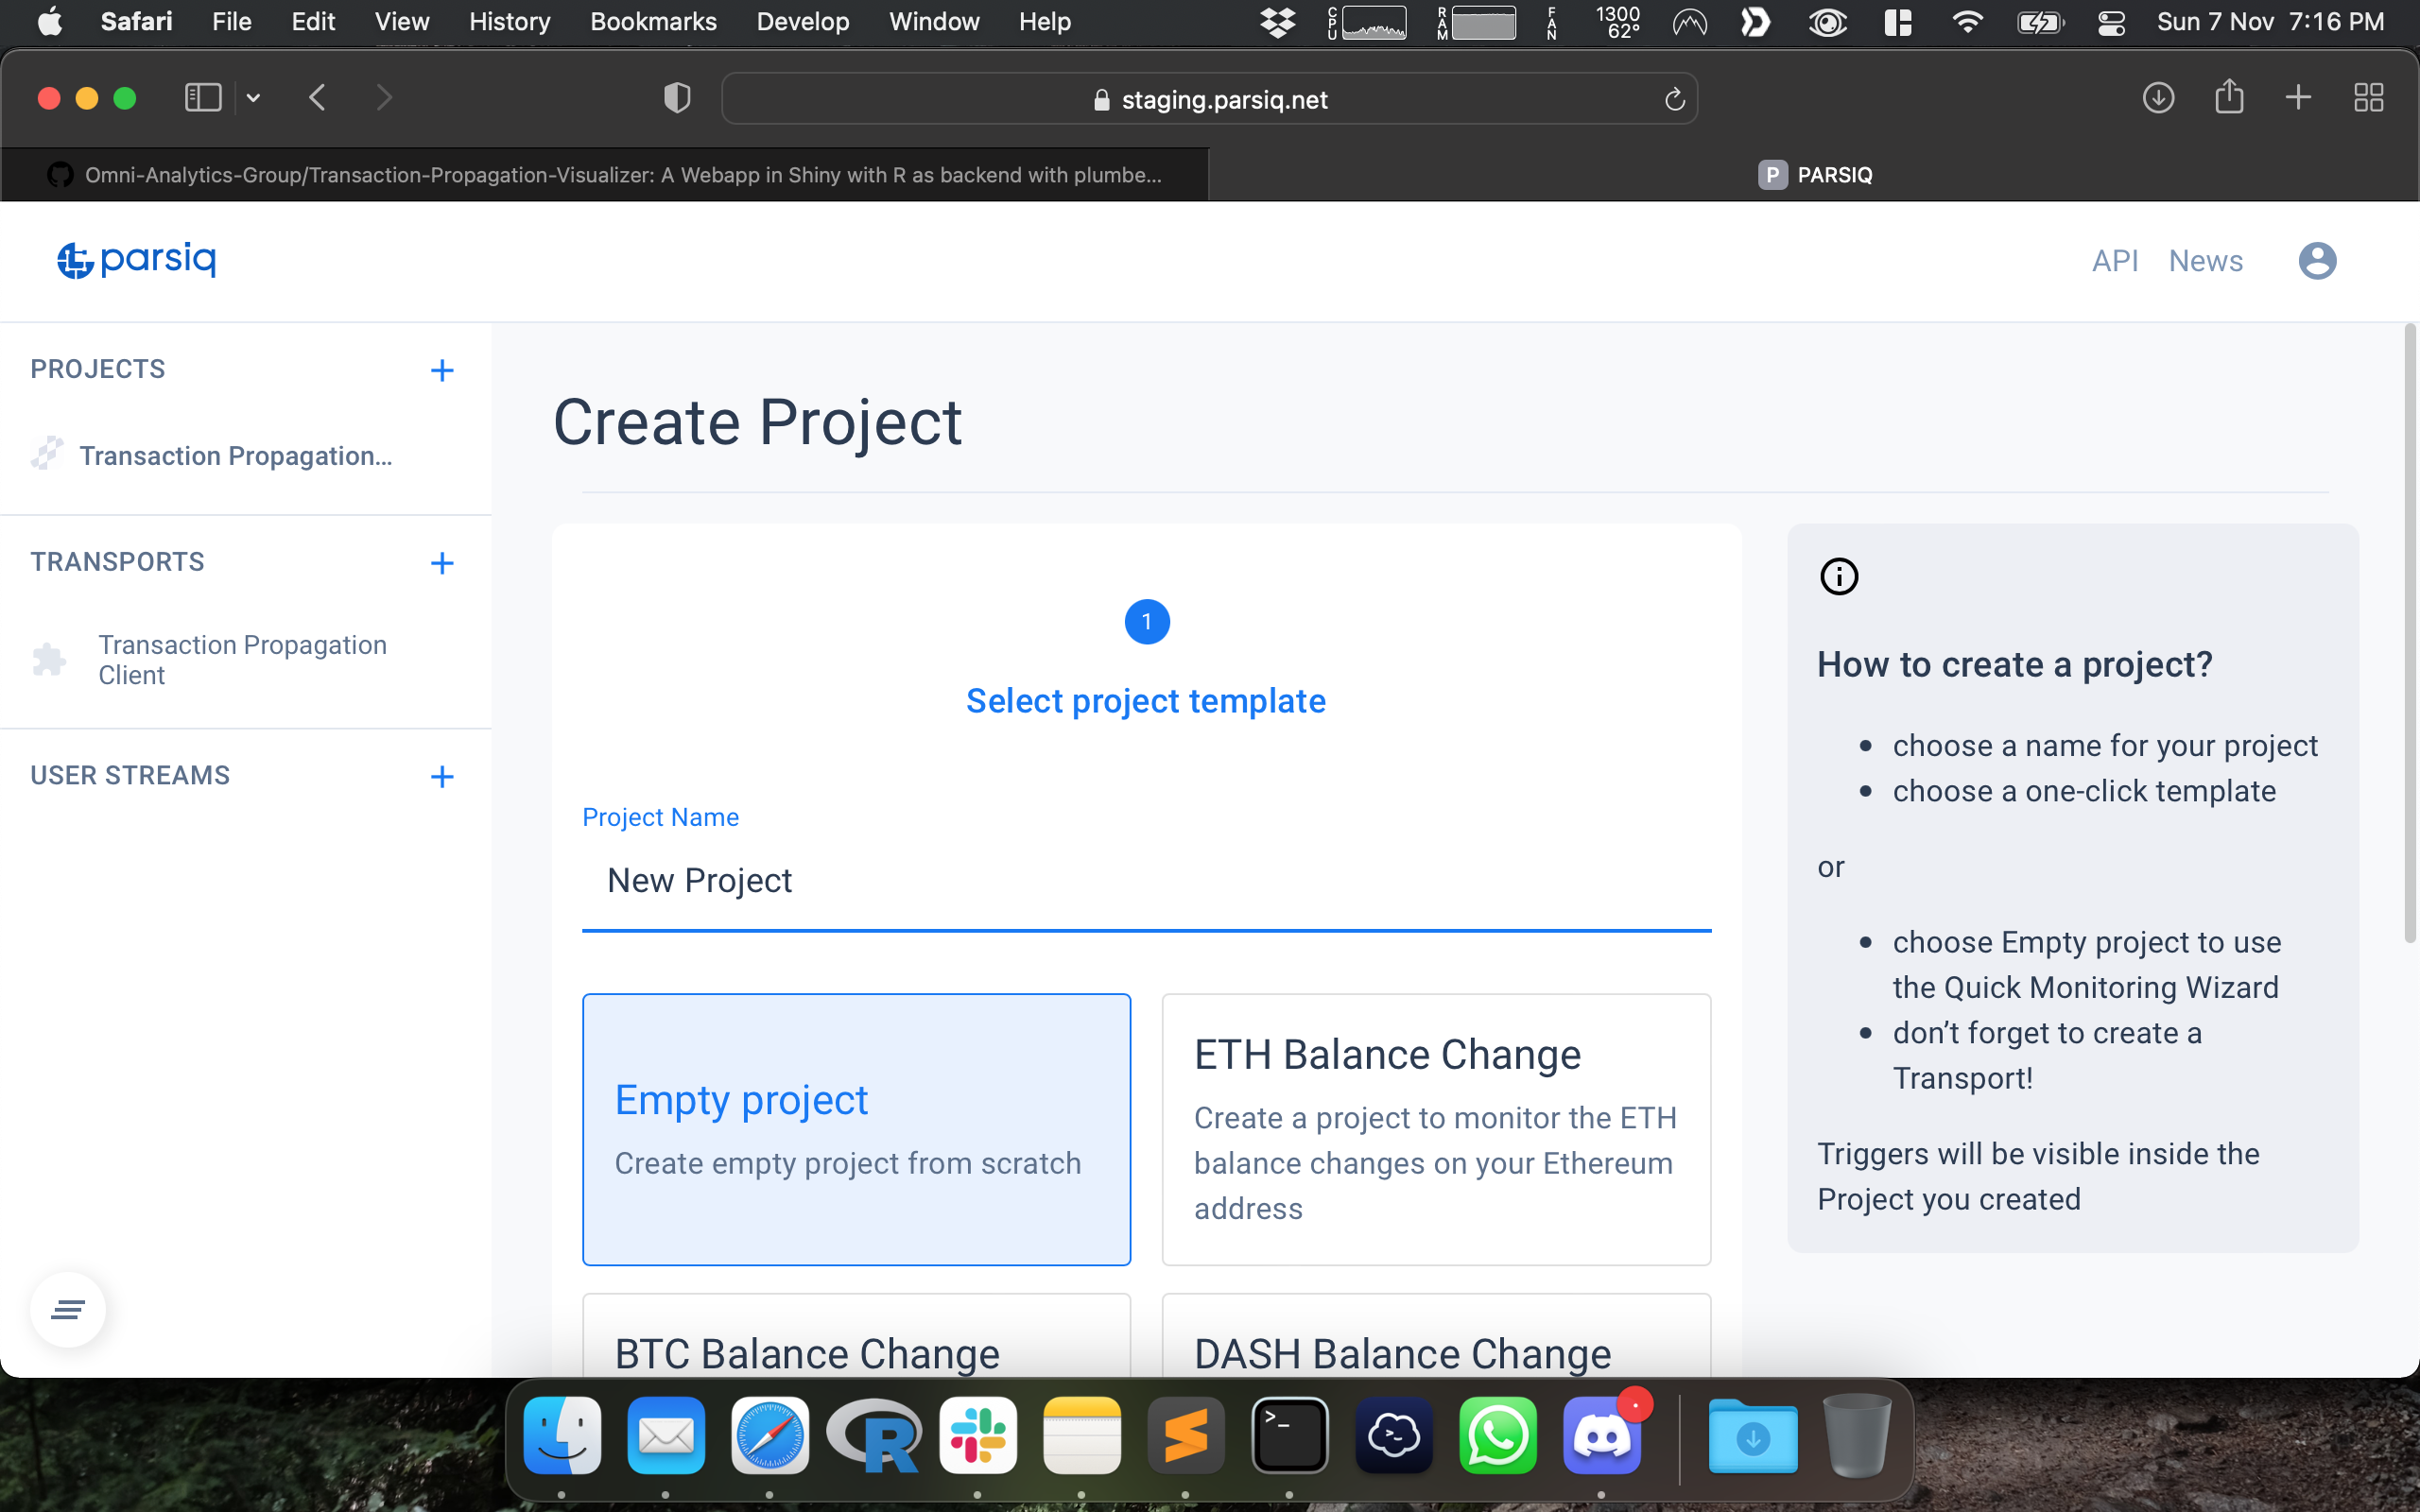 Safari File Edit View History Bookmarks Develop Window Help CPU RAM FAN 1300 62° Sun 7 Nov 7:16 PM
staging.parsiq.net
Omni-Analytics-Group/Transaction-Propagation-Visualizer: A Webapp in Shiny with R as backend with plumbe...
P PARSIQ
parsiq
API News
PROJECTS
Transaction Propagation...
TRANSPORTS
Transaction Propagation
Client
USER STREAMS
Create Project
1
Select project template
Project Name
New Project
Empty project
Create empty project from scratch
ETH Balance Change
Create a project to monitor the ETH
balance changes on your Ethereum
address
BTC Balance Change
DASH Balance Change
How to create a project?
choose a name for your project
choose a one-click template
or
choose Empty project to use
the Quick Monitoring Wizard
don’t forget to create a
Transport!
Triggers will be visible inside the
Project you created